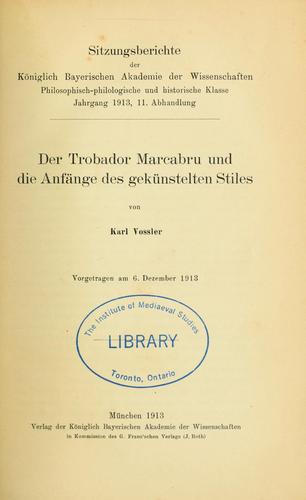 Sitzungsberichte
der
Königlich Bayerischen Akademie der Wissenschaften
Philosophisch-philologische und historische Klasse
Jahrgang 1913, 11. Abhandlung
Der Trobador Marcabru und
die Anfänge des gekünstelten Stiles
von
Karl Vossler
Vorgetragen am 6. Dezember 1913
The Institute of Mediaeval Studies
LIBRARY
Toronto, Ontario
München 1913
Verlag der Königlich Bayerischen Akademie der Wissenschaften
in Kommission des G. Franz'schen Verlags (J. Roth)